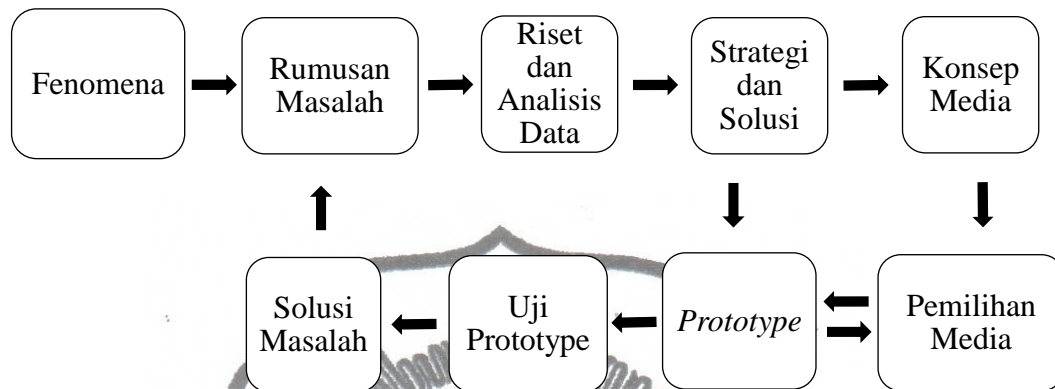 Fenomena
Rumusan
Masalah
Riset
dan
Analisis
Data
Strategi
dan
Solusi
Konsep
Media
Solusi
Masalah
Uji
Prototype
Prototype
Pemilihan
Media